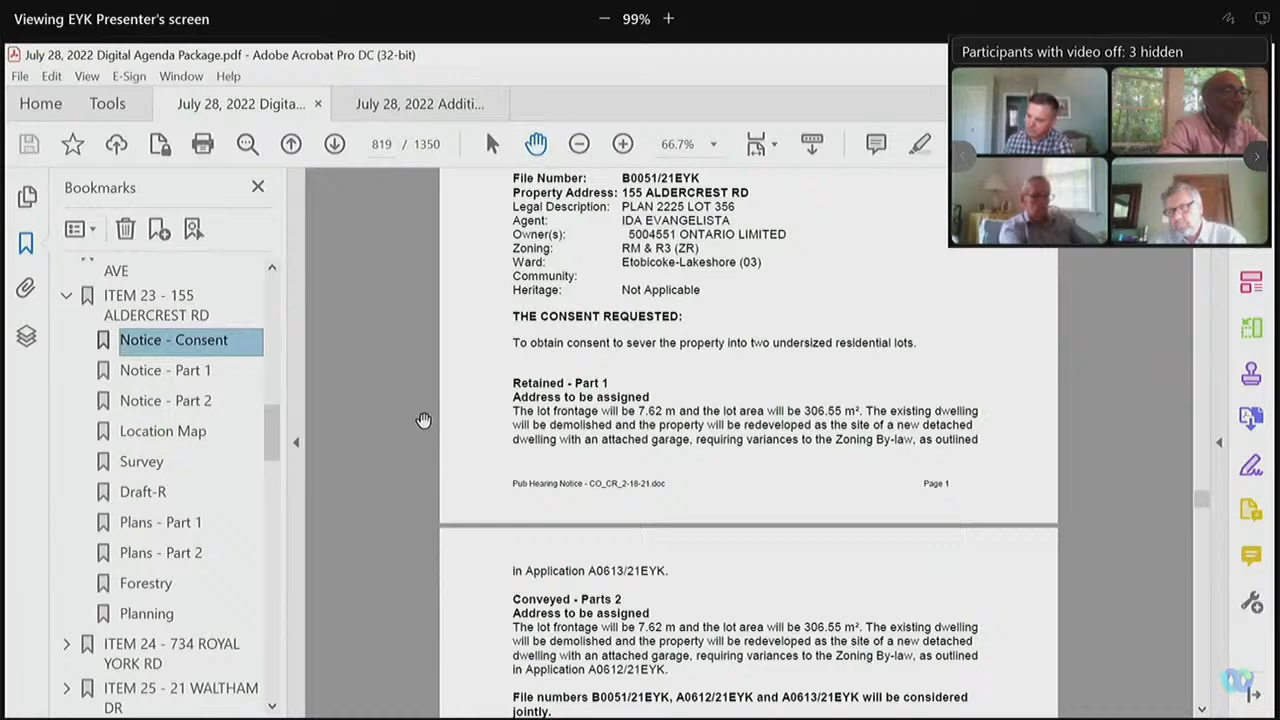 Viewing EYK Presenter's screen
99%
Participants with video off: 3 hidden
July 28, 2022 Digital Agenda Package.pdf - Adobe Acrobat Pro DC (32-bit)
File Edit View E-Sign Window Help
Home Tools July 28, 2022 Digita... × July 28, 2022 Additi...
819 / 1350 66.7%
Bookmarks
AVE
ITEM 23 - 155
ALDERCREST RD
Notice - Consent
Notice - Part 1
Notice - Part 2
Location Map
Survey
Draft-R
Plans - Part 1
Plans - Part 2
Forestry
Planning
ITEM 24 - 734 ROYAL
YORK RD
ITEM 25 - 21 WALTHAM
DR
File Number: B0051/21EYK
Property Address: 155 ALDERCREST RD
Legal Description: PLAN 2225 LOT 356
Agent: IDA EVANGELISTA
Owner(s): 5004551 ONTARIO LIMITED
Zoning: RM & R3 (ZR)
Ward: Etobicoke-Lakeshore (03)
Community:
Heritage: Not Applicable
THE CONSENT REQUESTED:
To obtain consent to sever the property into two undersized residential lots.
Retained - Part 1
Address to be assigned
The lot frontage will be 7.62 m and the lot area will be 306.55 m². The existing dwelling
will be demolished and the property will be redeveloped as the site of a new detached
dwelling with an attached garage, requiring variances to the Zoning By-law, as outlined
Pub Hearing Notice - CO_CR_2-18-21.doc Page 1
in Application A0613/21EYK.
Conveyed - Parts 2
Address to be assigned
The lot frontage will be 7.62 m and the lot area will be 306.55 m². The existing dwelling
will be demolished and the property will be redeveloped as the site of a new detached
dwelling with an attached garage, requiring variances to the Zoning By-law, as outlined
in Application A0612/21EYK.
File numbers B0051/21EYK, A0612/21EYK and A0613/21EYK will be considered
jointly.